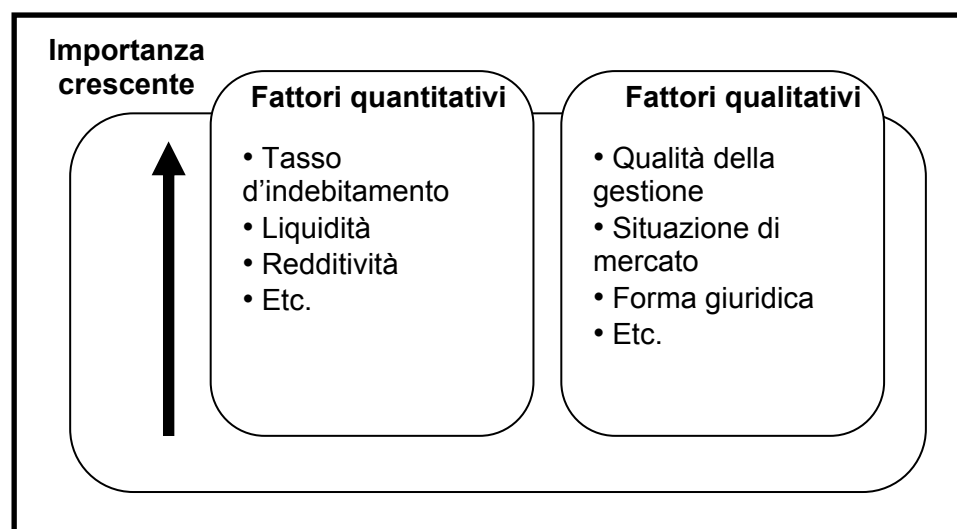 Importanza
crescente
Fattori quantitativi
• Tasso
d’indebitamento
• Liquidità
• Redditività
• Etc.
Fattori qualitativi
• Qualità della
gestione
• Situazione di
mercato
• Forma giuridica
• Etc.